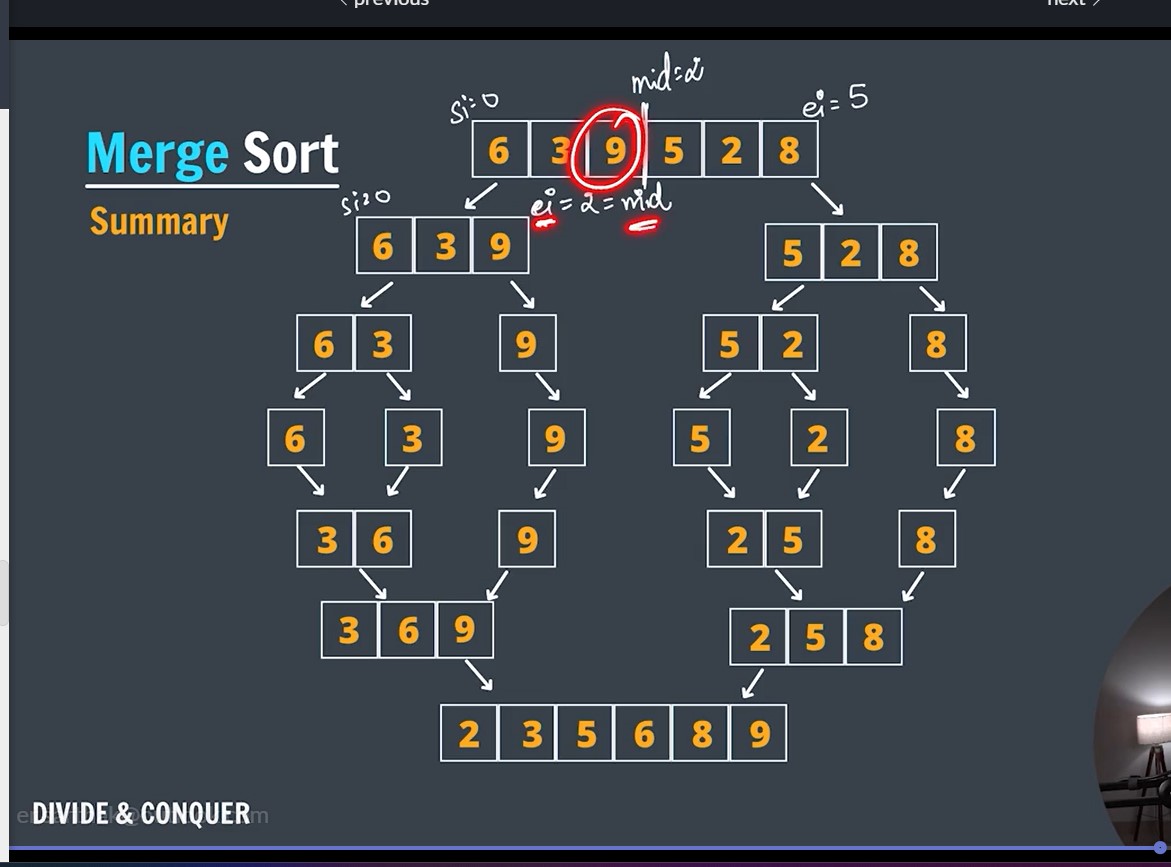 previous next
mid=2
si=0 ei=5
Merge Sort
6 3 9 5 2 8
si=0 ei=2=mid
Summary
6 3 9 5 2 8
6 3 9 5 2 8
6 3 9 5 2 8
3 6 9 2 5 8
3 6 9 2 5 8
2 3 5 6 8 9
DIVIDE & CONQUER